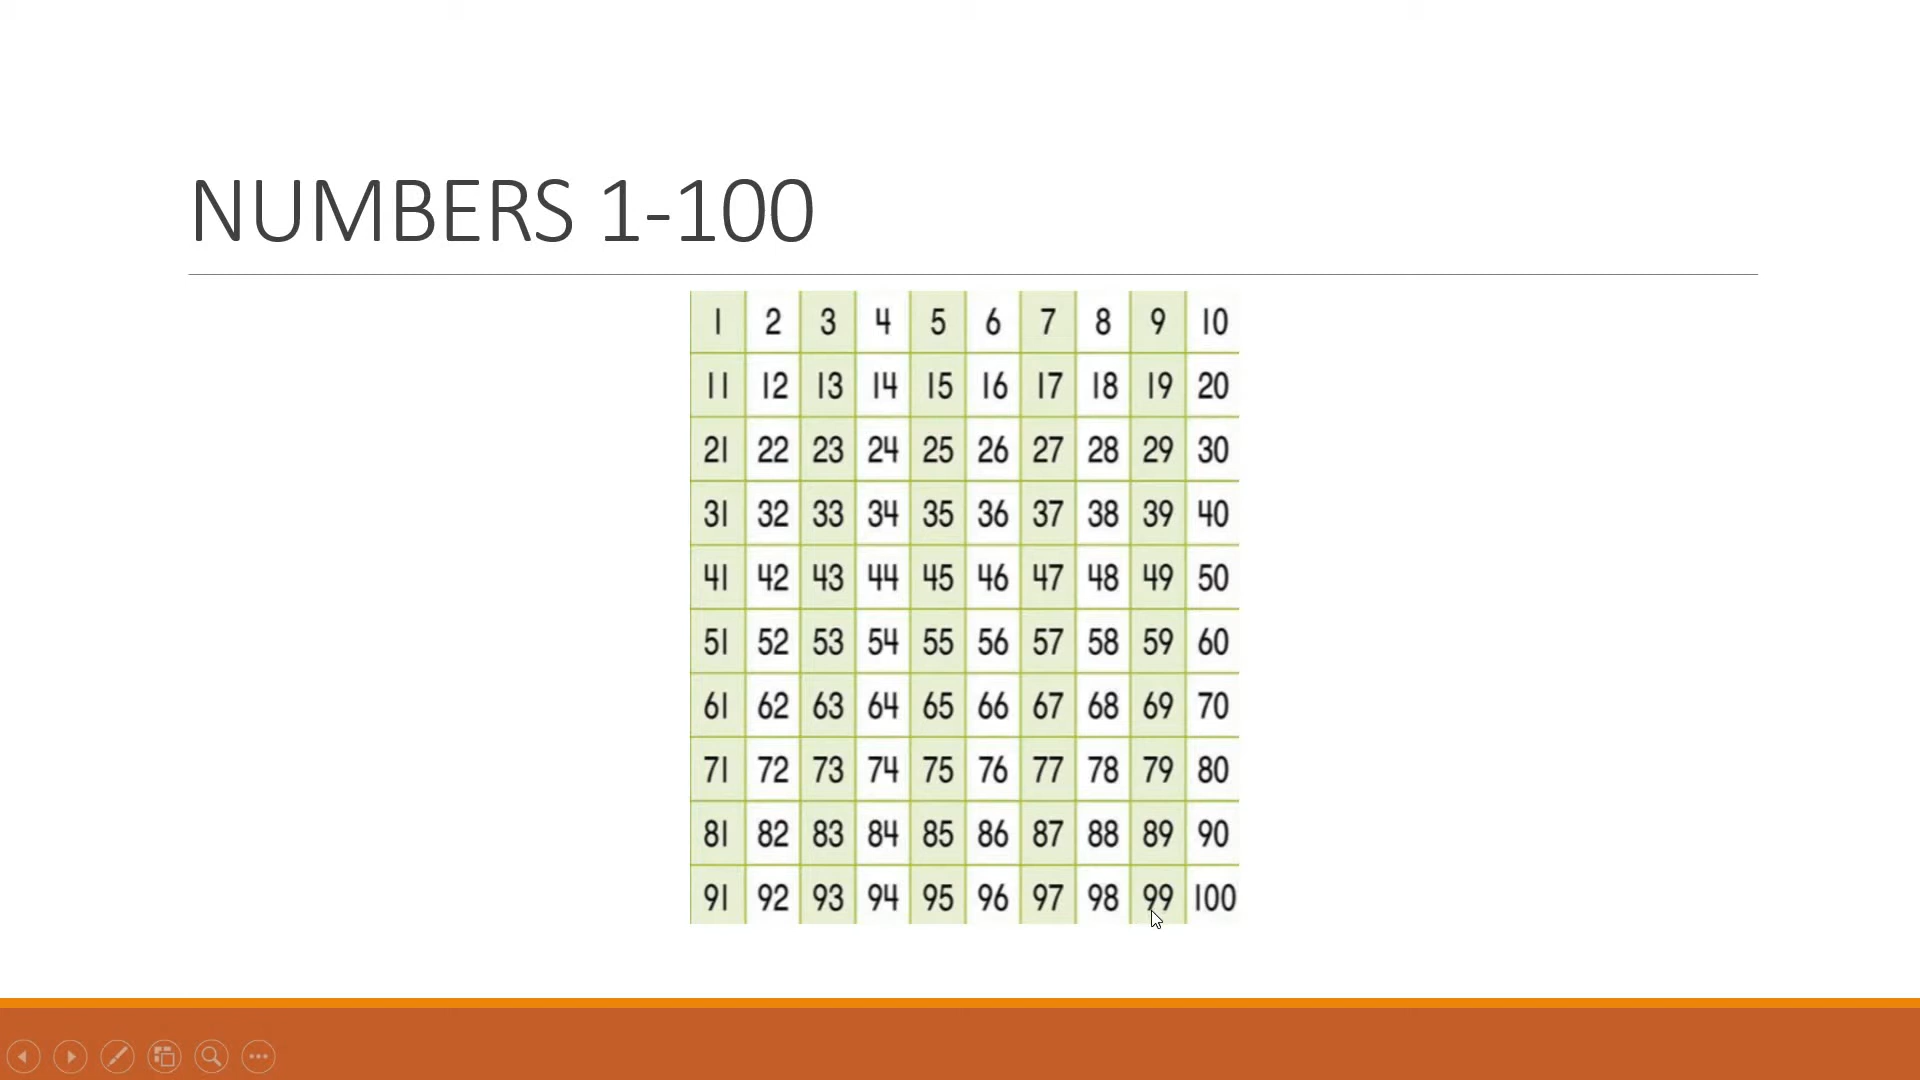 NUMBERS 1-100
1 2 3 4 5 6 7 8 9 10
11 12 13 14 15 16 17 18 19 20
21 22 23 24 25 26 27 28 29 30
31 32 33 34 35 36 37 38 39 40
41 42 43 44 45 46 47 48 49 50
51 52 53 54 55 56 57 58 59 60
61 62 63 64 65 66 67 68 69 70
71 72 73 74 75 76 77 78 79 80
81 82 83 84 85 86 87 88 89 90
91 92 93 94 95 96 97 98 99 100